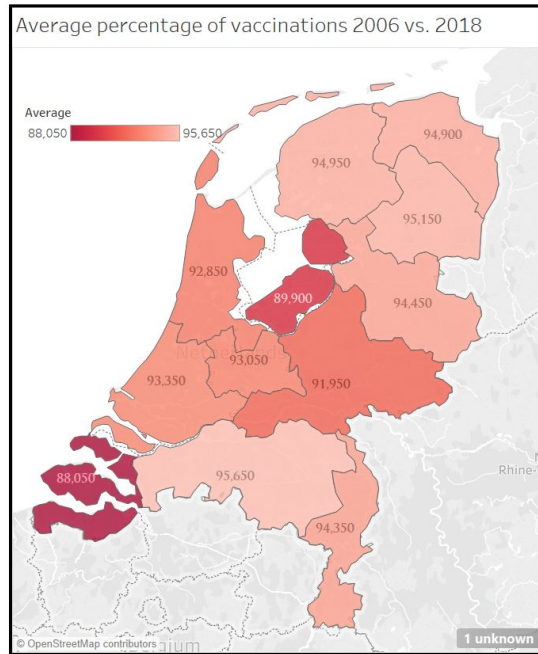 Average percentage of vaccinations 2006 vs. 2018
Average
88,050 95,650
94,900
94,950
95,150
92,850
89,900
94,450
Netherlands
93,050
93,350
91,950
Rhine-
95,650
88,050
94,350
© OpenStreetMap contributors
Belgium
1 unknown